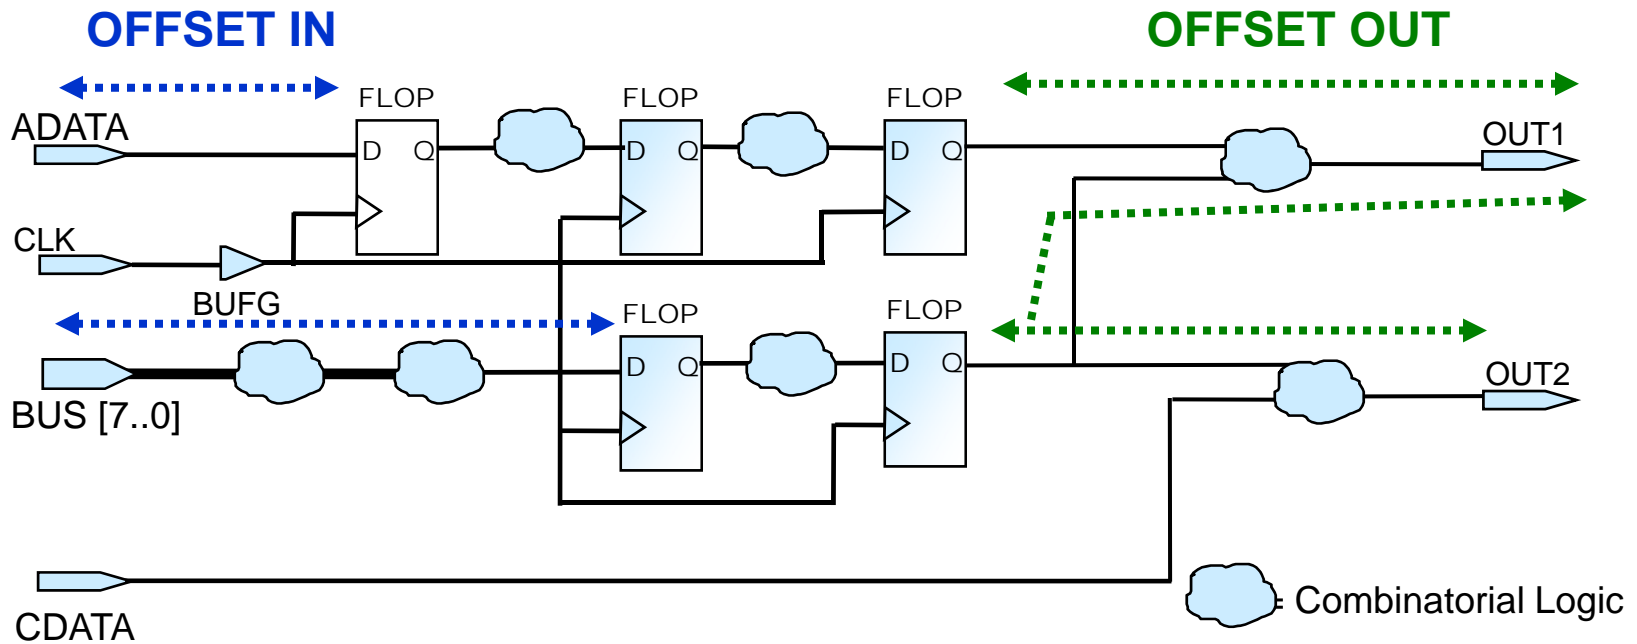 OFFSET IN
OFFSET OUT
FLOP
FLOP
FLOP
ADATA
OUT1
D Q
D Q
D Q
CLK
BUFG
FLOP
FLOP
D Q
D Q
OUT2
BUS [7..0]
= Combinatorial Logic
CDATA